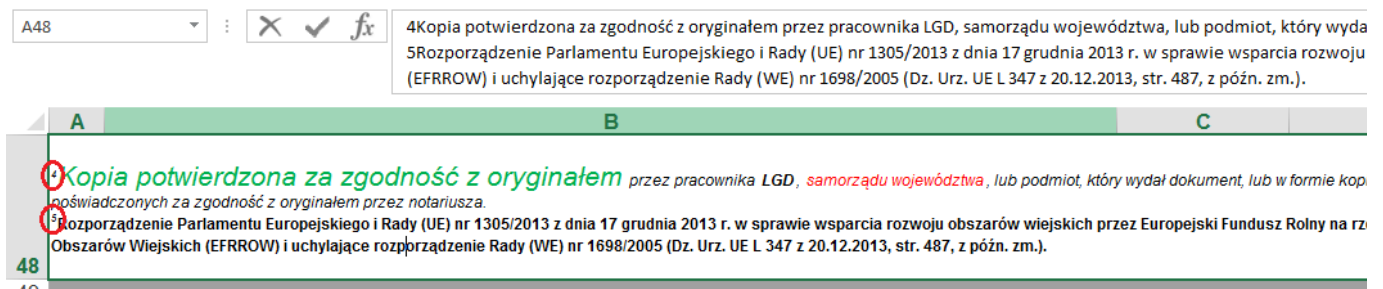 A48
fx
4Kopia potwierdzona za zgodność z oryginałem przez pracownika LGD, samorządu województwa, lub podmiot, który wyda
5Rozporządzenie Parlamentu Europejskiego i Rady (UE) nr 1305/2013 z dnia 17 grudnia 2013 r. w sprawie wsparcia rozwoju
(EFRROW) i uchylające rozporządzenie Rady (WE) nr 1698/2005 (Dz. Urz. UE L 347 z 20.12.2013, str. 487, z późn. zm.).
A B C
4 Kopia potwierdzona za zgodność z oryginałem przez pracownika LGD, samorządu województwa, lub podmiot, który wydał dokument, lub w formie kop
poświadczonych za zgodność z oryginałem przez notariusza.
5 Rozporządzenie Parlamentu Europejskiego i Rady (UE) nr 1305/2013 z dnia 17 grudnia 2013 r. w sprawie wsparcia rozwoju obszarów wiejskich przez Europejski Fundusz Rolny na rz
Obszarów Wiejskich (EFRROW) i uchylające rozporządzenie Rady (WE) nr 1698/2005 (Dz. Urz. UE L 347 z 20.12.2013, str. 487, z późn. zm.).
48